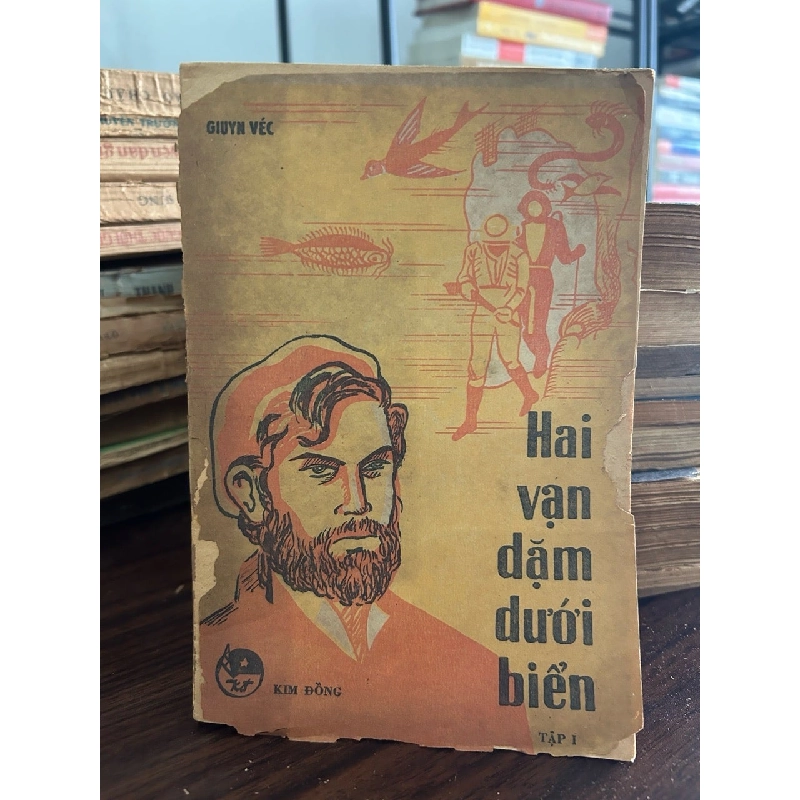 GIUYN VÉC
Hai
vạn
dặm
dưới
biển
KIM ĐỒNG
TẬP I